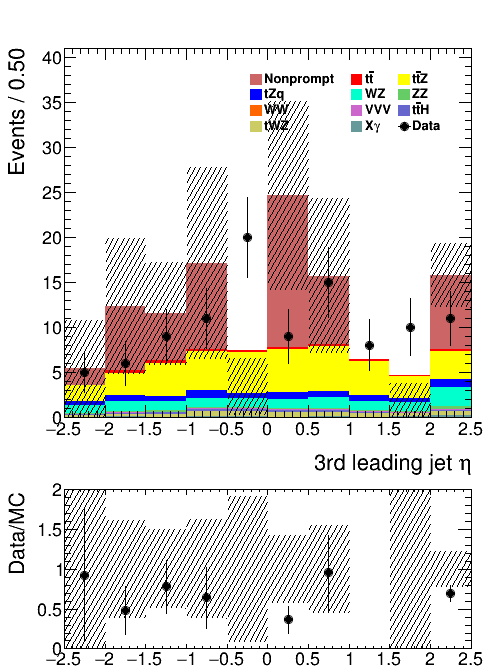 Events / 0.50
40
35
30
25
20
15
10
5
0
Nonprompt tt̄ tt̄Z
tZq WZ ZZ
WW VVV tt̄H
tWZ Xγ Data
−2.5 −2 −1.5 −1 −0.5 0 0.5 1 1.5 2 2.5
3rd leading jet η
Data/MC
2
1.5
1
0.5
0
−2.5 −2 −1.5 −1 −0.5 0 0.5 1 1.5 2 2.5